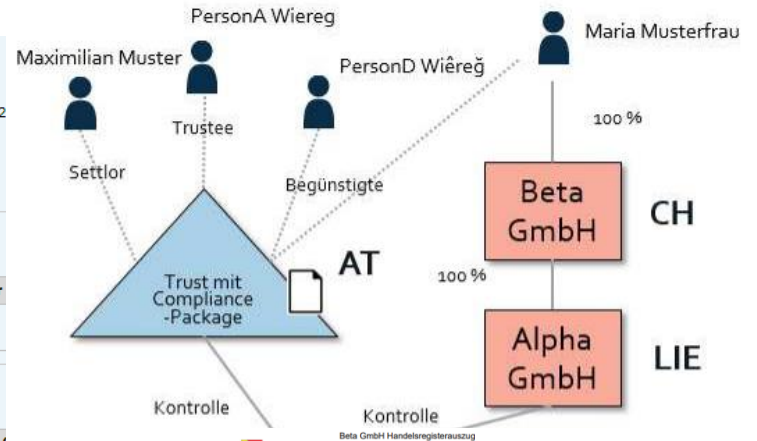 PersonA Wiereg
Maximilian Muster
PersonD Wiêreğ
Maria Musterfrau
Trustee
100 %
Settlor
Begünstigte
Beta
GmbH
CH
AT
100 %
Trust mit
Compliance
-Package
Alpha
GmbH
LIE
Kontrolle
Kontrolle
Beta GmbH Handelsregisterauszug